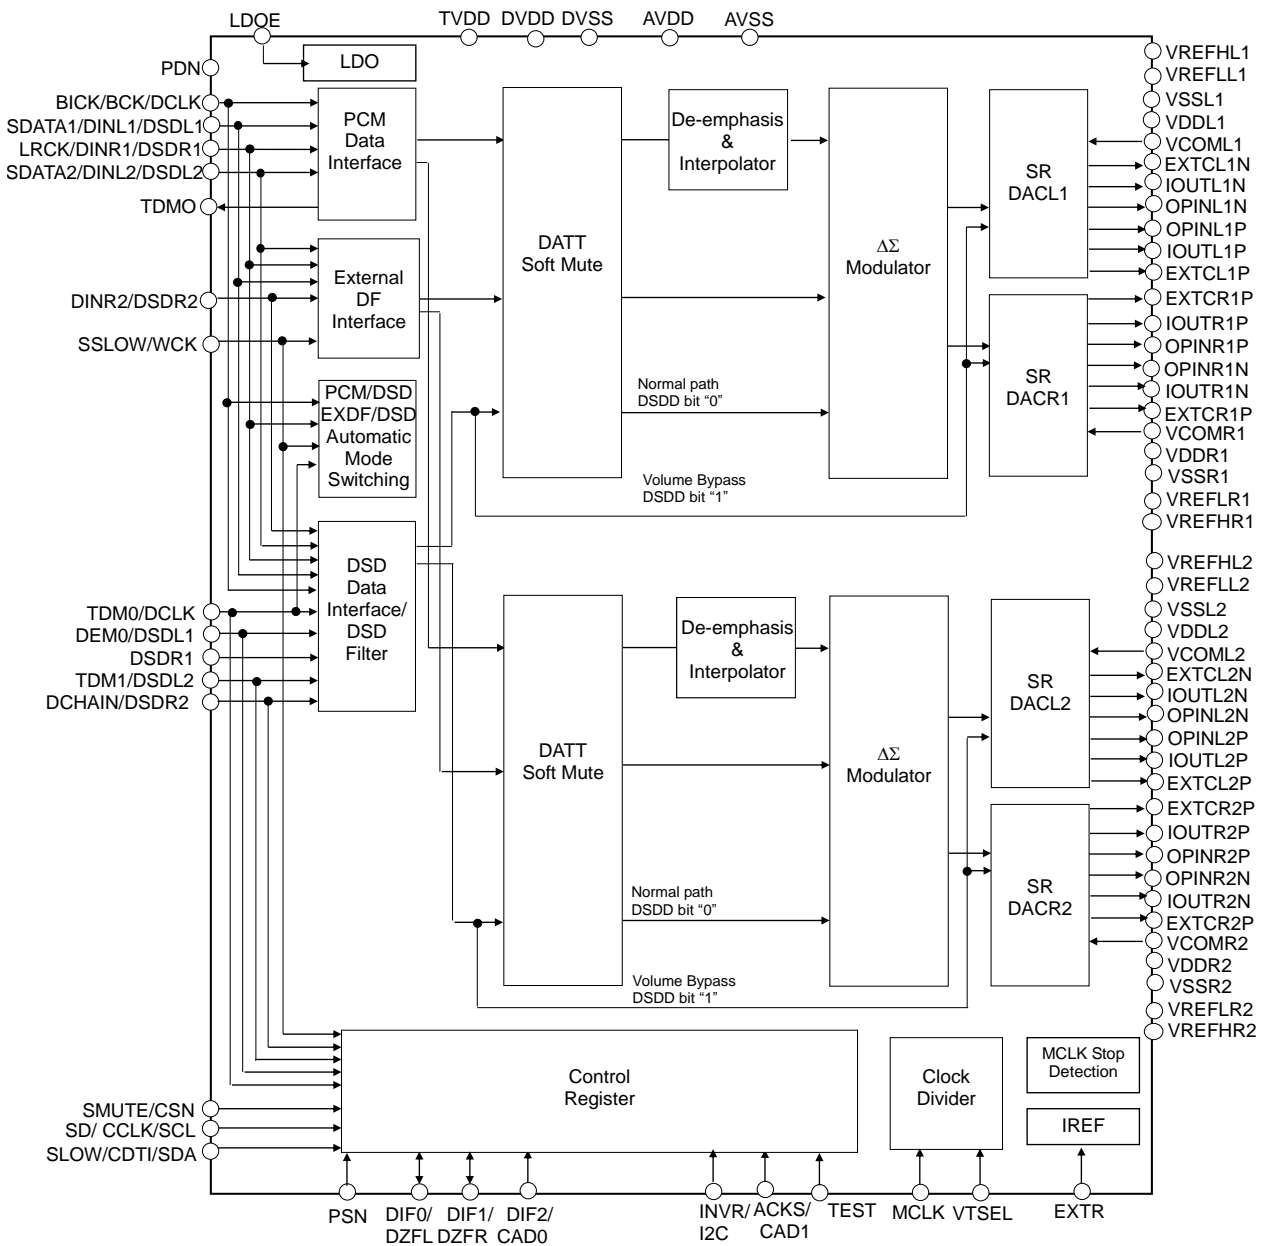 LDOE
TVDD
DVDD
DVSS
AVDD
AVSS
PDN
BICK/BCK/DCLK
SDATA1/DINL1/DSDL1
LRCK/DINR1/DSDR1
SDATA2/DINL2/DSDL2
TDMO
DINR2/DSDR2
SSLOW/WCK
TDM0/DCLK
DEM0/DSDL1
DSDR1
TDM1/DSDL2
DCHAIN/DSDR2
SMUTE/CSN
SD/ CCLK/SCL
SLOW/CDTI/SDA
LDO
PCM
Data
Interface
External
DF
Interface
PCM/DSD
EXDF/DSD
Automatic
Mode
Switching
DSD
Data
Interface/
DSD
Filter
DATT
Soft Mute
De-emphasis
&
Interpolator
ΔΣ
Modulator
Normal path
DSDD bit “0”
Volume Bypass
DSDD bit “1”
SR
DACL1
SR
DACR1
DATT
Soft Mute
De-emphasis
&
Interpolator
ΔΣ
Modulator
Normal path
DSDD bit “0”
Volume Bypass
DSDD bit “1”
SR
DACL2
SR
DACR2
VREFHL1
VREFLL1
VSSL1
VDDL1
VCOML1
EXTCL1N
IOUTL1N
OPINL1N
OPINL1P
IOUTL1P
EXTCL1P
EXTCR1P
IOUTR1P
OPINR1P
OPINR1N
IOUTR1N
EXTCR1P
VCOMR1
VDDR1
VSSR1
VREFLR1
VREFHR1
VREFHL2
VREFLL2
VSSL2
VDDL2
VCOML2
EXTCL2N
IOUTL2N
OPINL2N
OPINL2P
IOUTL2P
EXTCL2P
EXTCR2P
IOUTR2P
OPINR2P
OPINR2N
IOUTR2N
EXTCR2P
VCOMR2
VDDR2
VSSR2
VREFLR2
VREFHR2
Control
Register
Clock
Divider
MCLK Stop
Detection
IREF
PSN
DIF0/
DZFL
DIF1/
DZFR
DIF2/
CAD0
INVR/
I2C
ACKS/
CAD1
TEST
MCLK
VTSEL
EXTR